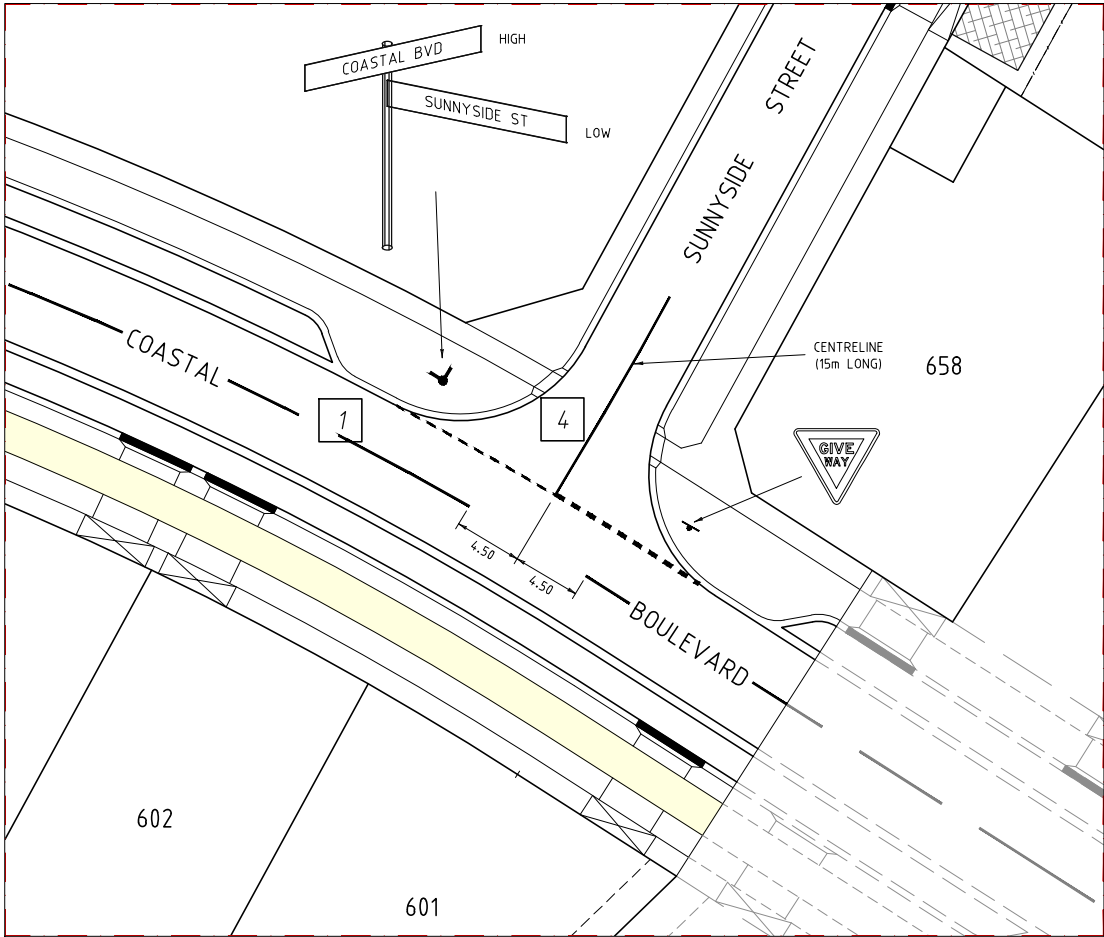 COASTAL BVD
HIGH
SUNNYSIDE ST
LOW
SUNNYSIDE STREET
COASTAL
CENTRELINE
(15m LONG)
658
1
4
GIVE
WAY
4.50
4.50
BOULEVARD
602
601